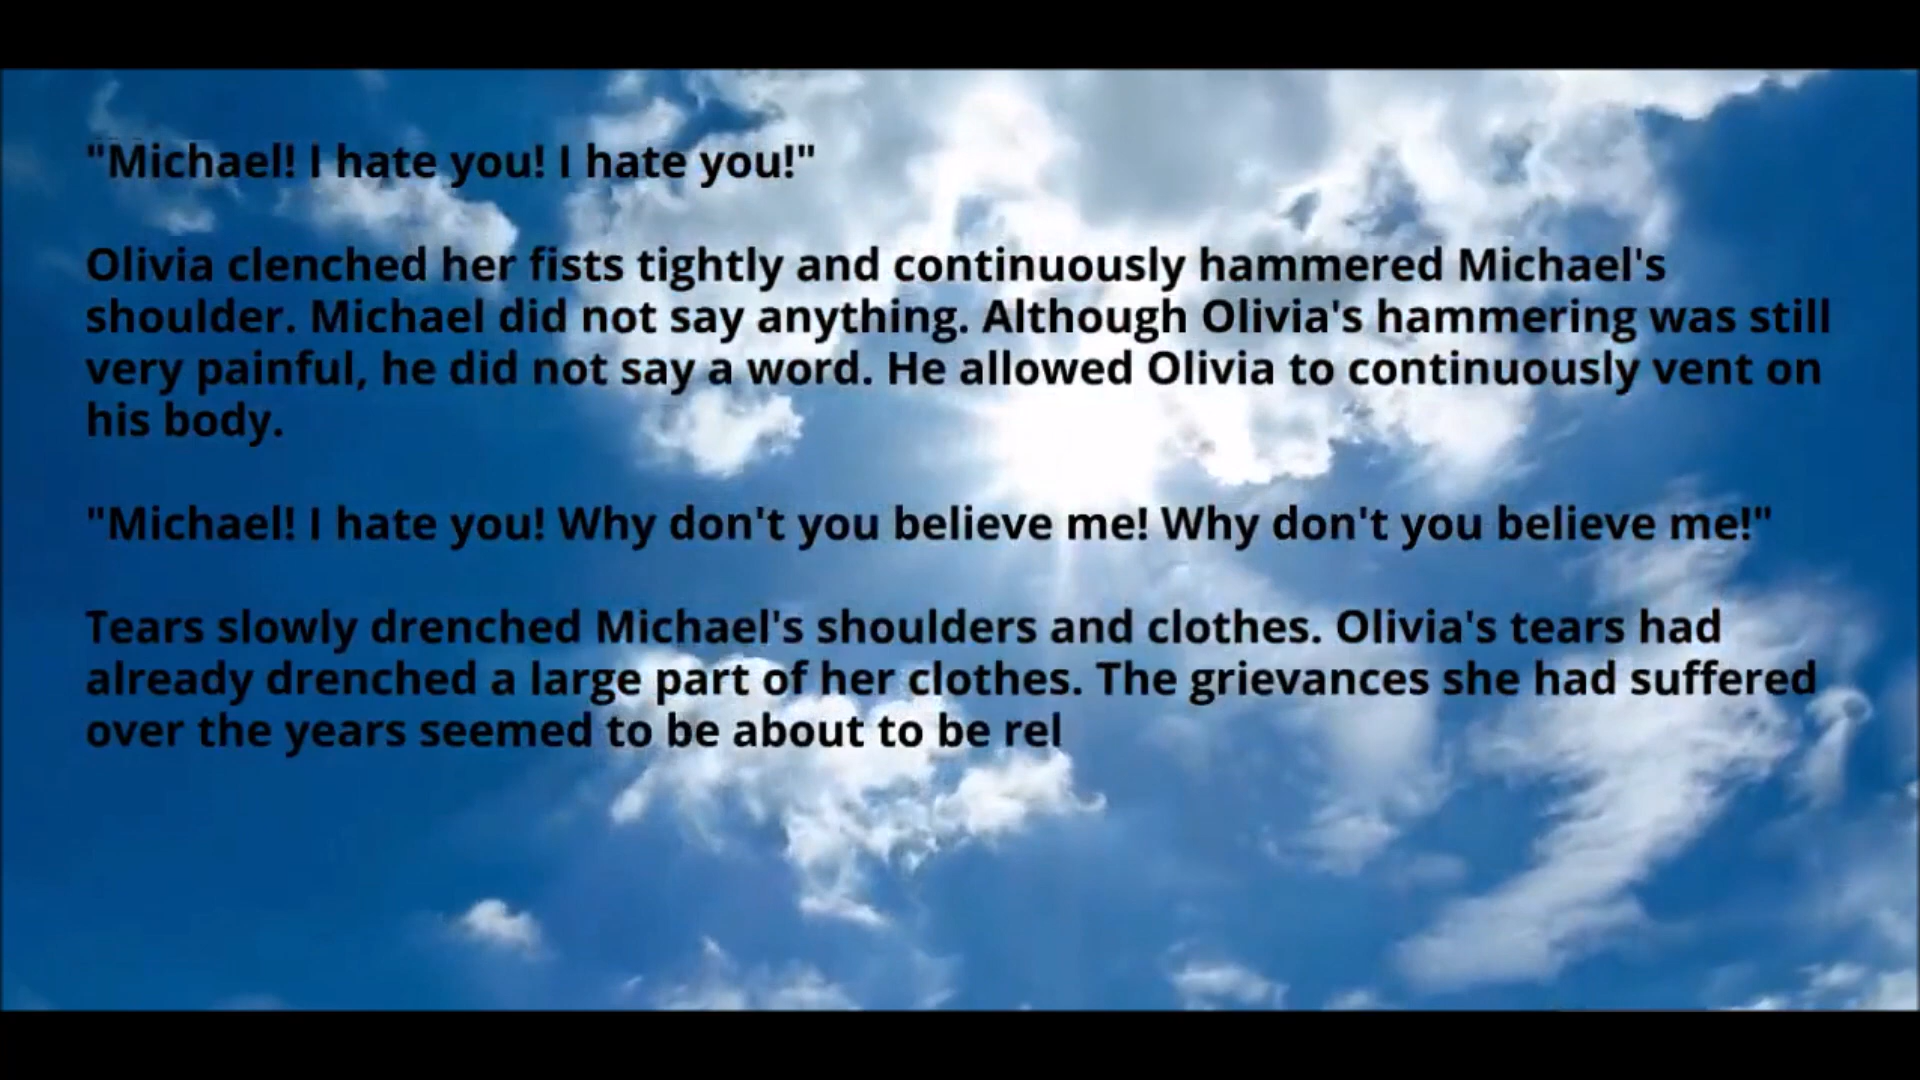 "Michael! I hate you! I hate you!"
Olivia clenched her fists tightly and continuously hammered Michael's
shoulder. Michael did not say anything. Although Olivia's hammering was still
very painful, he did not say a word. He allowed Olivia to continuously vent on
his body.
"Michael! I hate you! Why don't you believe me! Why don't you believe me!"
Tears slowly drenched Michael's shoulders and clothes. Olivia's tears had
already drenched a large part of her clothes. The grievances she had suffered
over the years seemed to be about to be rel